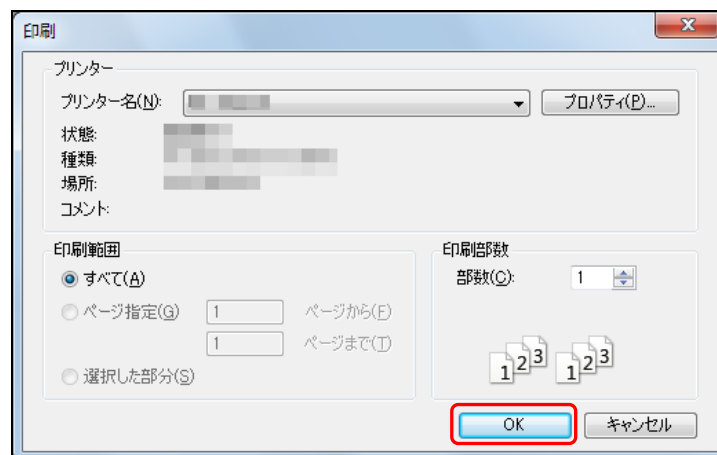 印刷
プリンター
プリンター名(N):
プロパティ(P)...
状態:
種類:
場所:
コメント:
印刷範囲
すべて(A)
ページ指定(G) 1 ページから(F)
1 ページまで(T)
選択した部分(S)
印刷部数
部数(C): 1
1 2 3 1 2 3
OK キャンセル